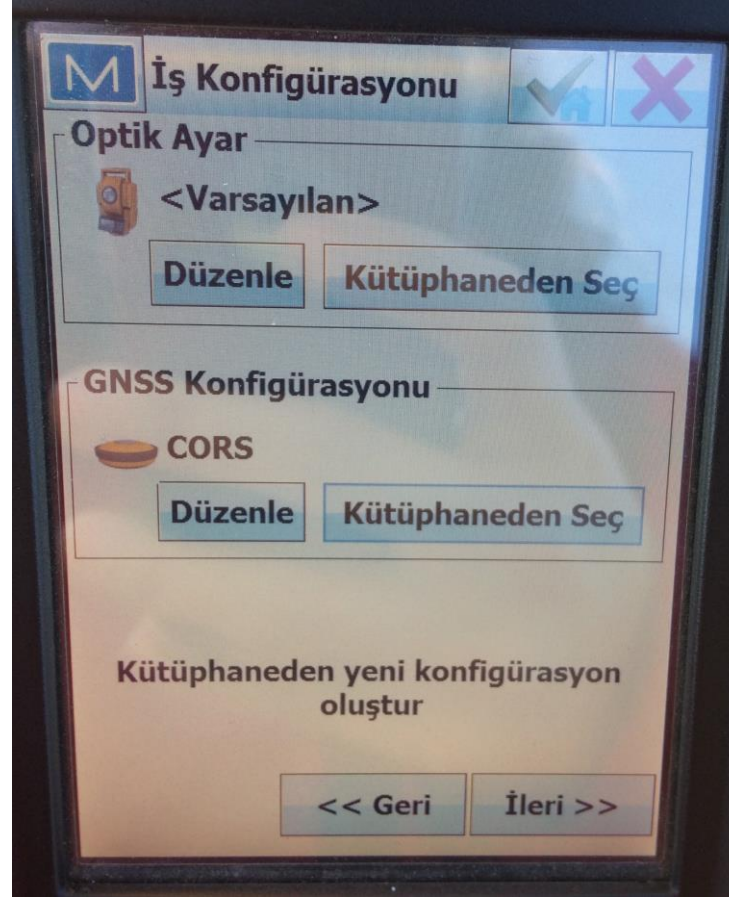 M İş Konfigürasyonu
Optik Ayar
<Varsayılan>
Düzenle
Kütüphaneden Seç
GNSS Konfigürasyonu
CORS
Düzenle
Kütüphaneden Seç
Kütüphaneden yeni konfigürasyon
oluştur
<< Geri
İleri >>